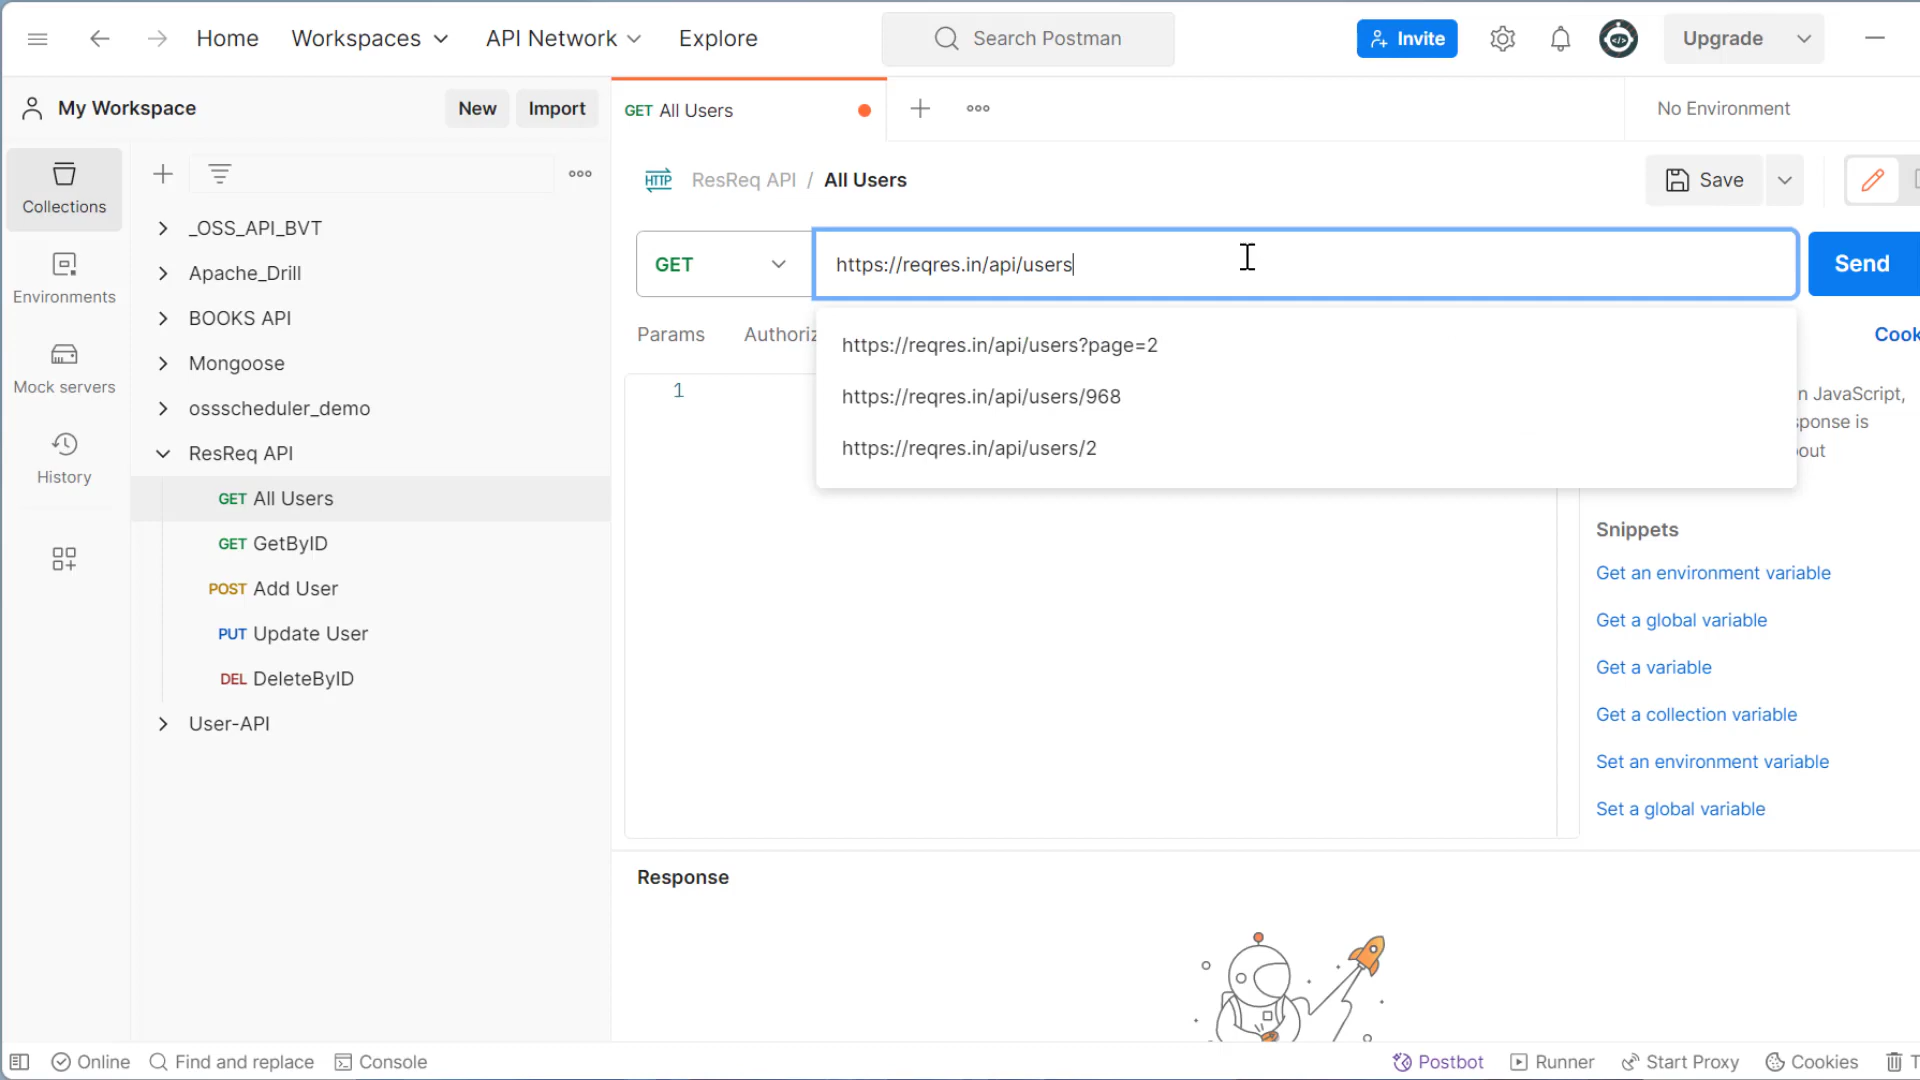 Home Workspaces API Network Explore Search Postman Invite Upgrade
My Workspace New Import GET All Users No Environment
Collections
Environments
Mock servers
History
_OSS_API_BVT
Apache_Drill
BOOKS API
Mongoose
ossscheduler_demo
ResReq API
GET All Users
GET GetByID
POST Add User
PUT Update User
DEL DeleteByID
User-API
HTTP ResReq API / All Users Save
GET https://reqres.in/api/users Send
Params Authoriz Cook
https://reqres.in/api/users?page=2
https://reqres.in/api/users/968
https://reqres.in/api/users/2
1
n JavaScript,
sponse is
out
Snippets
Get an environment variable
Get a global variable
Get a variable
Get a collection variable
Set an environment variable
Set a global variable
Response
Online Find and replace Console Postbot Runner Start Proxy Cookies T